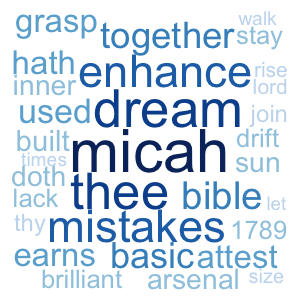 grasp
walk
together
stay
hath
enhance
rise
inner
lord
dream
used
join
built
micah
drift
times
sun
doth
thee
bible
let
lack
thy
mistakes
1789
earns
basic
attest
brilliant
arsenal
size